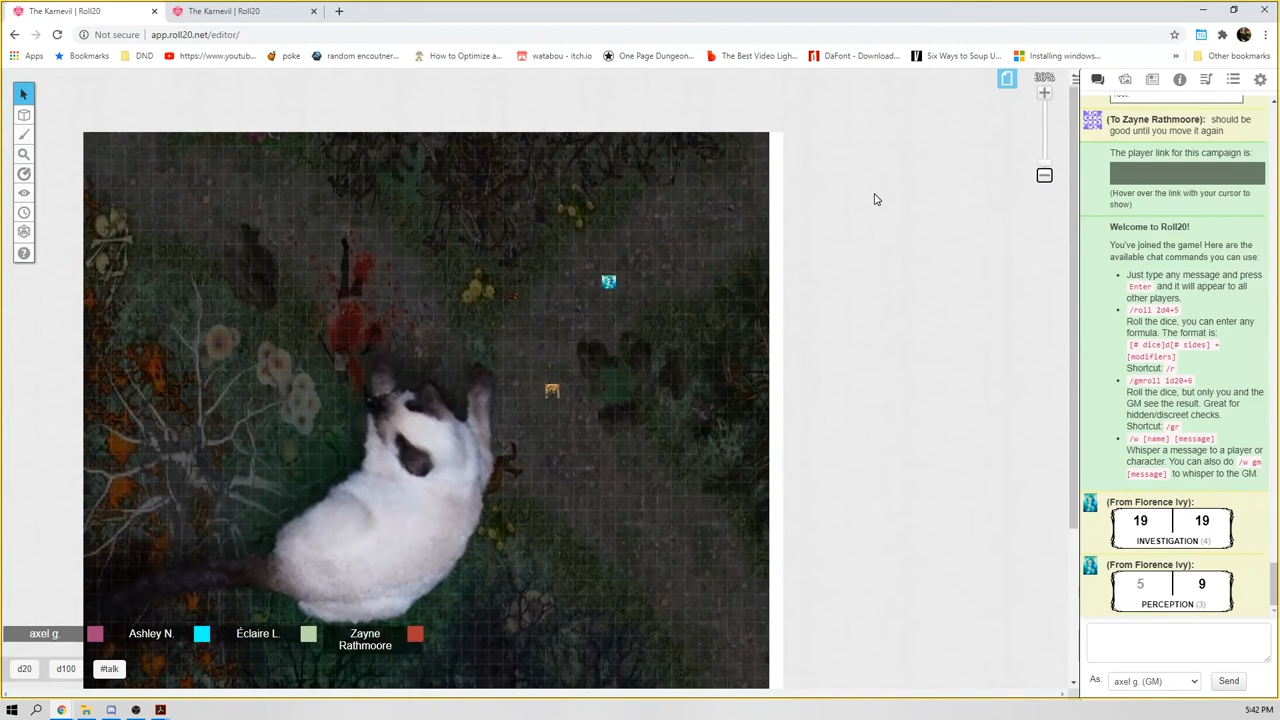 The Karnevil | Roll20
The Karnevil | Roll20
Not secure | app.roll20.net/editor/
Apps
Bookmarks
https://www.youtube...
DD
poke
random encoutner...
How to Optimize a...
watabou - itch.io
One Page Dungeon...
The Best Video Ligh...
DaFont - Download...
Six Ways to Soup U...
Installing windows...
»
Other bookmarks
30%
(To Zayne Rathmoore): should be
good until you move it again
The player link for this campaign is:
(Hover over the link with your cursor to
show)
Welcome to Roll20!
You've joined the game! Here are the
available chat commands you can use:
Just type any message and press
Enter and it will appear to all
other players.
/roll 2d4+5
Roll the dice, you can enter any
formula. The format is:
[# dice]d[# sides] +
[modifiers]
Shortcut: /r
/gmroll 1d20+6
Roll the dice, but only you and the
GM see the result. Great for
hidden/discreet checks.
Shortcut: /gr
/w [name] [message]
Whisper a message to a player or
character. You can also do /w gm
[message] to whisper to the GM.
(From Florence Ivy):
19 19
INVESTIGATION (4)
(From Florence Ivy):
5 9
PERCEPTION (3)
axel g.
Ashley N.
Éclaire L.
Zayne
Rathmoore
d20
d100
#talk
As:
axel g. (GM)
Send
5:42 PM